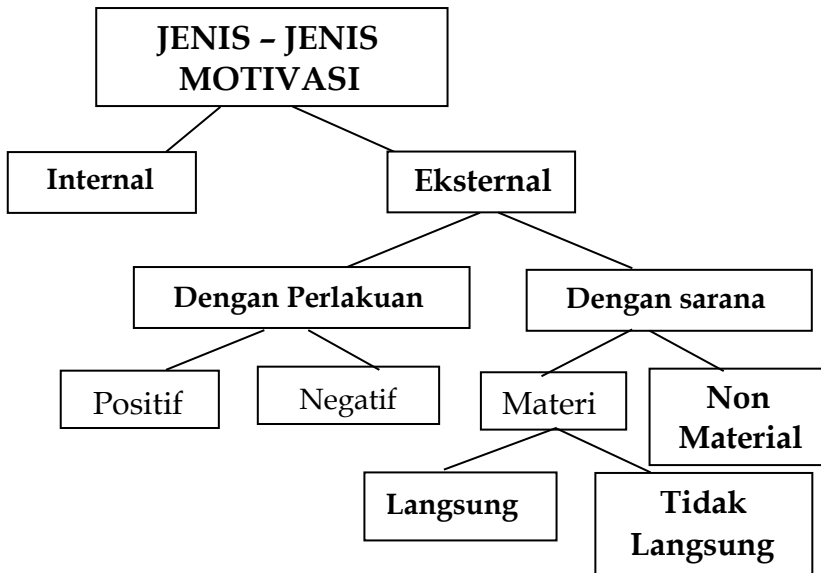 JENIS – JENIS
MOTIVASI
Internal
Eksternal
Dengan Perlakuan
Dengan sarana
Positif
Negatif
Materi
Non
Material
Langsung
Tidak
Langsung